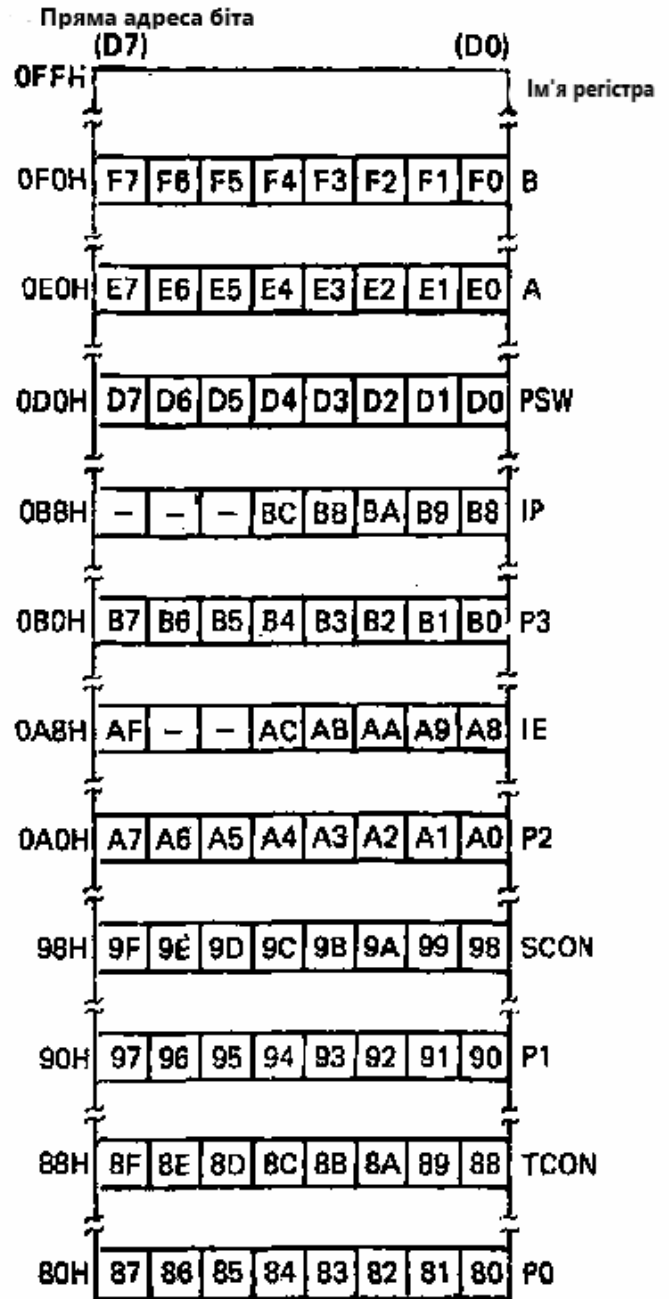 Пряма адреса біта
(D7) (D0)
0FFH Ім'я регістра
0F0H F7 F6 F5 F4 F3 F2 F1 F0 B
0E0H E7 E6 E5 E4 E3 E2 E1 E0 A
0D0H D7 D6 D5 D4 D3 D2 D1 D0 PSW
0B8H – – – BC BB BA B9 B8 IP
0B0H B7 B6 B5 B4 B3 B2 B1 B0 P3
0A8H AF – – AC AB AA A9 A8 IE
0A0H A7 A6 A5 A4 A3 A2 A1 A0 P2
98H 9F 9E 9D 9C 9B 9A 99 98 SCON
90H 97 96 95 94 93 92 91 90 P1
88H 8F 8E 8D 8C 8B 8A 89 88 TCON
80H 87 86 85 84 83 82 81 80 P0